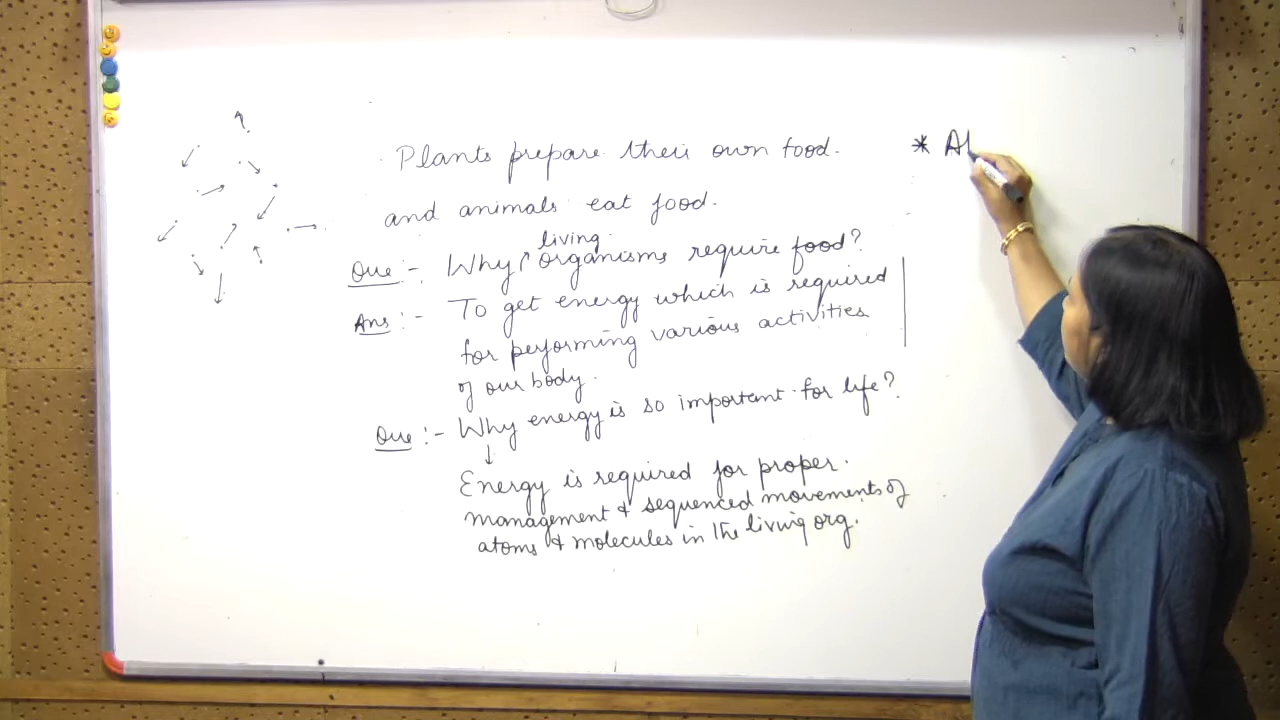 Plants prepare their own food.
and animals eat food.
living
Que :- Why organisms require food?
Ans :- To get energy which is required
for performing various activities
of our body.
Que :- Why energy is so important for life?
↓
Energy is required for proper.
management & sequenced movements of
atoms & molecules in the living org.
* Al